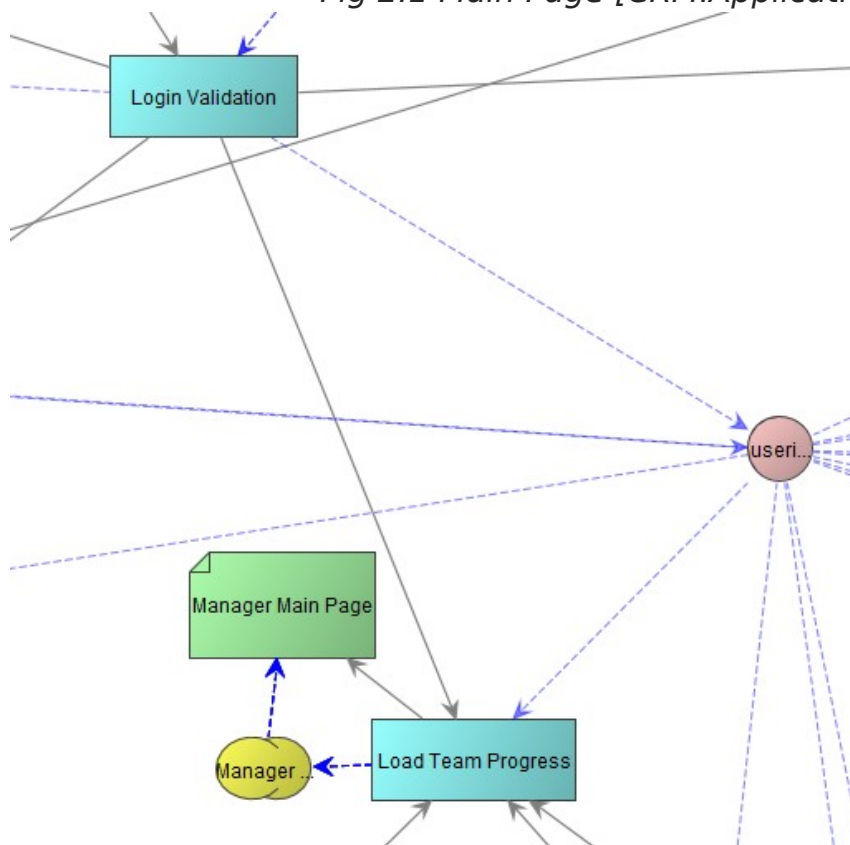 Login Validation
useri...
Manager Main Page
Manager ...
Load Team Progress